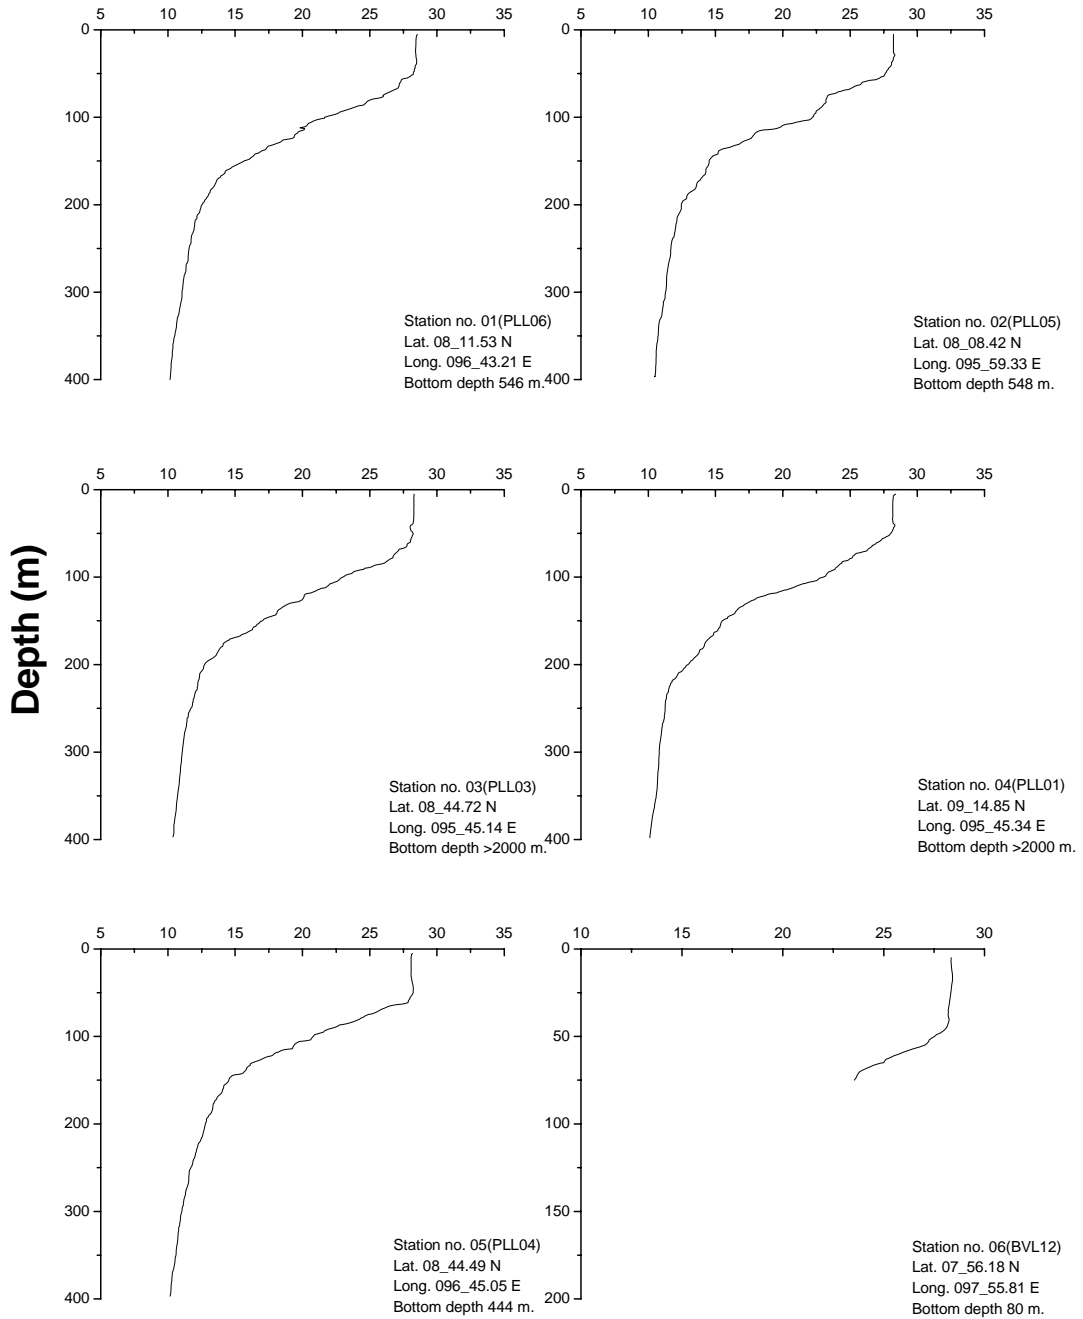 5 10 15 20 25 30 35
0
100
200
300
400
Station no. 01(PLL06)
Lat. 08_11.53 N
Long. 096_43.21 E
Bottom depth 546 m.
5 10 15 20 25 30 35
0
100
200
300
400
Station no. 02(PLL05)
Lat. 08_08.42 N
Long. 095_59.33 E
Bottom depth 548 m.
Depth (m)
5 10 15 20 25 30 35
0
100
200
300
400
Station no. 03(PLL03)
Lat. 08_44.72 N
Long. 095_45.14 E
Bottom depth >2000 m.
5 10 15 20 25 30 35
0
100
200
300
400
Station no. 04(PLL01)
Lat. 09_14.85 N
Long. 095_45.34 E
Bottom depth >2000 m.
5 10 15 20 25 30 35
0
100
200
300
400
Station no. 05(PLL04)
Lat. 08_44.49 N
Long. 096_45.05 E
Bottom depth 444 m.
10 15 20 25 30
0
50
100
150
200
Station no. 06(BVL12)
Lat. 07_56.18 N
Long. 097_55.81 E
Bottom depth 80 m.